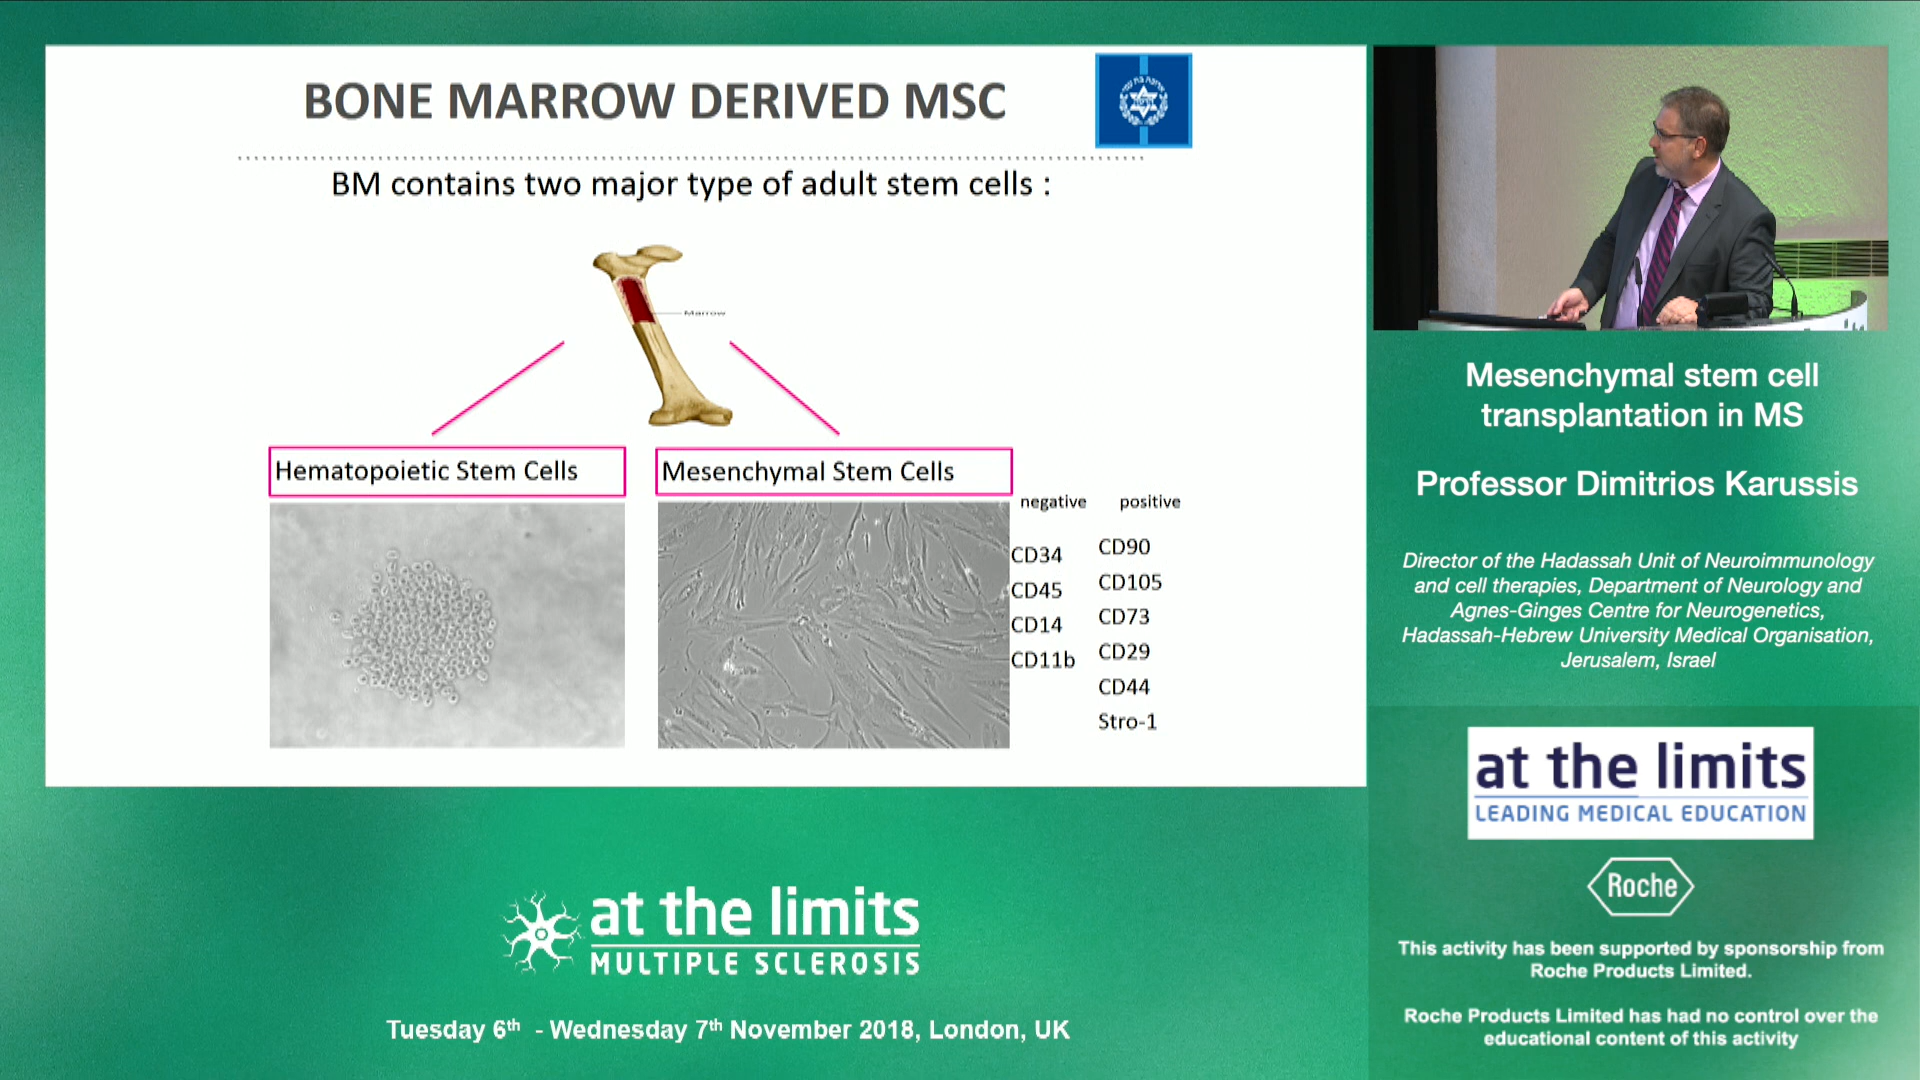 BONE MARROW DERIVED MSC
BM contains two major type of adult stem cells :
Marrow
Hematopoietic Stem Cells
Mesenchymal Stem Cells
negative positive
CD34 CD90
CD45 CD105
CD14 CD73
CD11b CD29
CD44
Stro-1
Mesenchymal stem cell
transplantation in MS
Professor Dimitrios Karussis
Director of the Hadassah Unit of Neuroimmunology
and cell therapies, Department of Neurology and
Agnes-Ginges Centre for Neurogenetics,
Hadassah-Hebrew University Medical Organisation,
Jerusalem, Israel
at the limits
LEADING MEDICAL EDUCATION
Roche
This activity has been supported by sponsorship from
Roche Products Limited.
Roche Products Limited has had no control over the
educational content of this activity
at the limits
MULTIPLE SCLEROSIS
Tuesday 6th - Wednesday 7th November 2018, London, UK